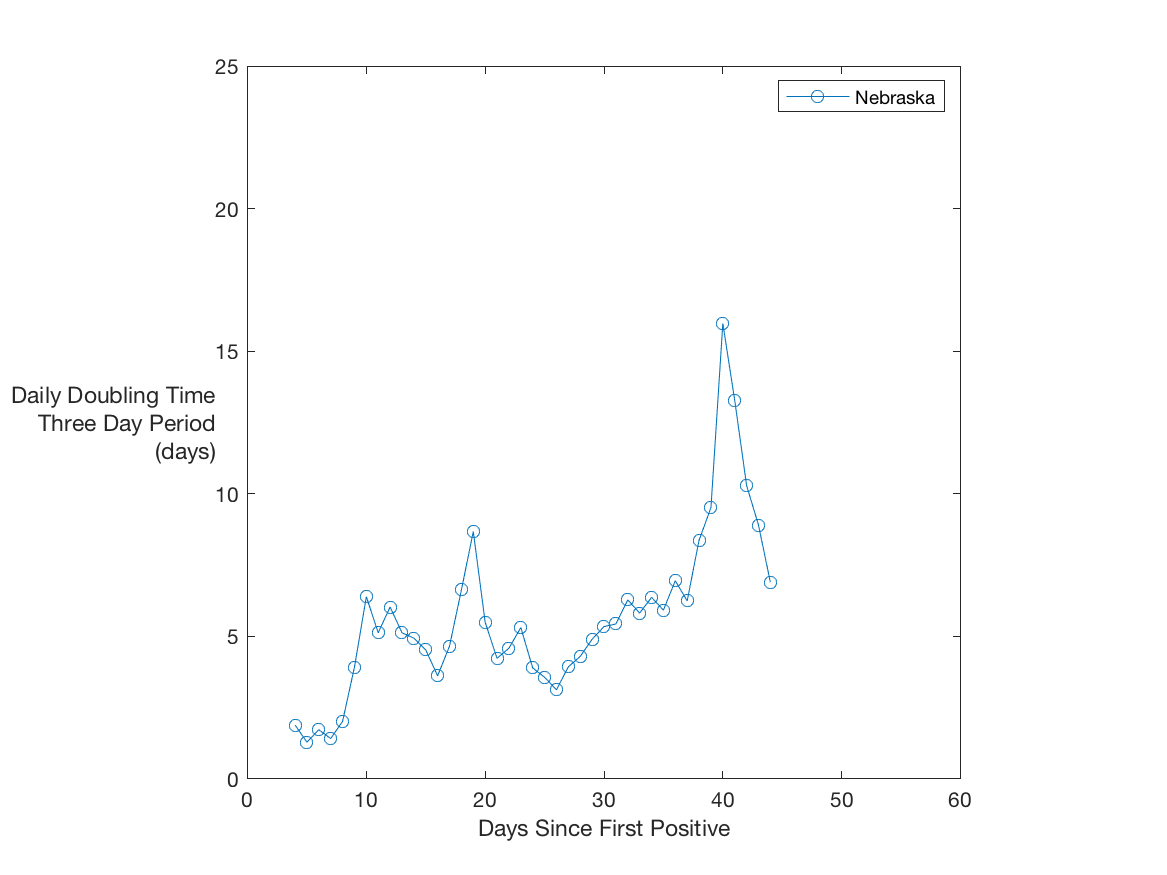 25
20
15
10
5
0
Nebraska
Daily Doubling Time
Three Day Period
(days)
0 10 20 30 40 50 60
Days Since First Positive